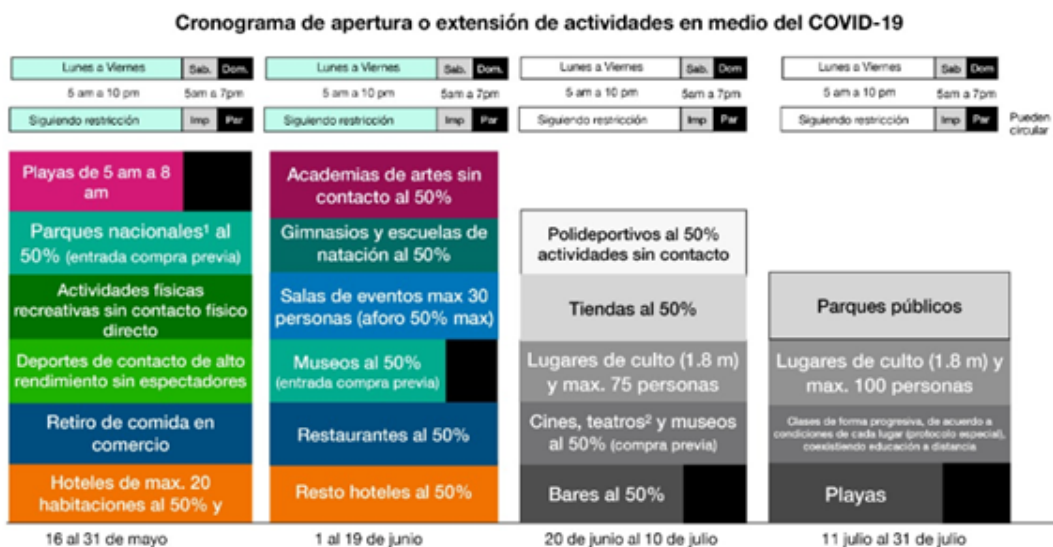 Cronograma de apertura o extensión de actividades en medio del COVID-19
Lunes a Viernes Sab. Dom.
5 am a 10 pm 5am a 7pm
Siguiendo restricción Imp Par
Playas de 5 am a 8
am
Parques nacionales¹ al
50% (entrada compra previa)
Actividades físicas
recreativas sin contacto físico
directo
Deportes de contacto de alto
rendimiento sin espectadores
Retiro de comida en
comercio
Hoteles de max. 20
habitaciones al 50% y
16 al 31 de mayo
Lunes a Viernes Sab. Dom.
5 am a 10 pm 5am a 7pm
Siguiendo restricción Imp Par
Academias de artes sin
contacto al 50%
Gimnasios y escuelas de
natación al 50%
Salas de eventos max 30
personas (aforo 50% max)
Museos al 50%
(entrada compra previa)
Restaurantes al 50%
Resto hoteles al 50%
1 al 19 de junio
Lunes a Viernes Sab Dom
5 am a 10 pm 5am a 7pm
Siguiendo restricción Imp Par
Polideportivos al 50%
actividades sin contacto
Tiendas al 50%
Lugares de culto (1.8 m)
y max. 75 personas
Cines, teatros² y museos
al 50% (compra previa)
Bares al 50%
20 de junio al 10 de julio
Lunes a Viernes Sab Dom
5 am a 10 pm 5am a 7pm
Siguiendo restricción Imp Par
Pueden
circular
Parques públicos
Lugares de culto (1.8 m) y
max. 100 personas
Clases de forma progresiva, de acuerdo a
condiciones de cada lugar (protocolo especial),
coexistiendo educación a distancia
Playas
11 julio al 31 de julio